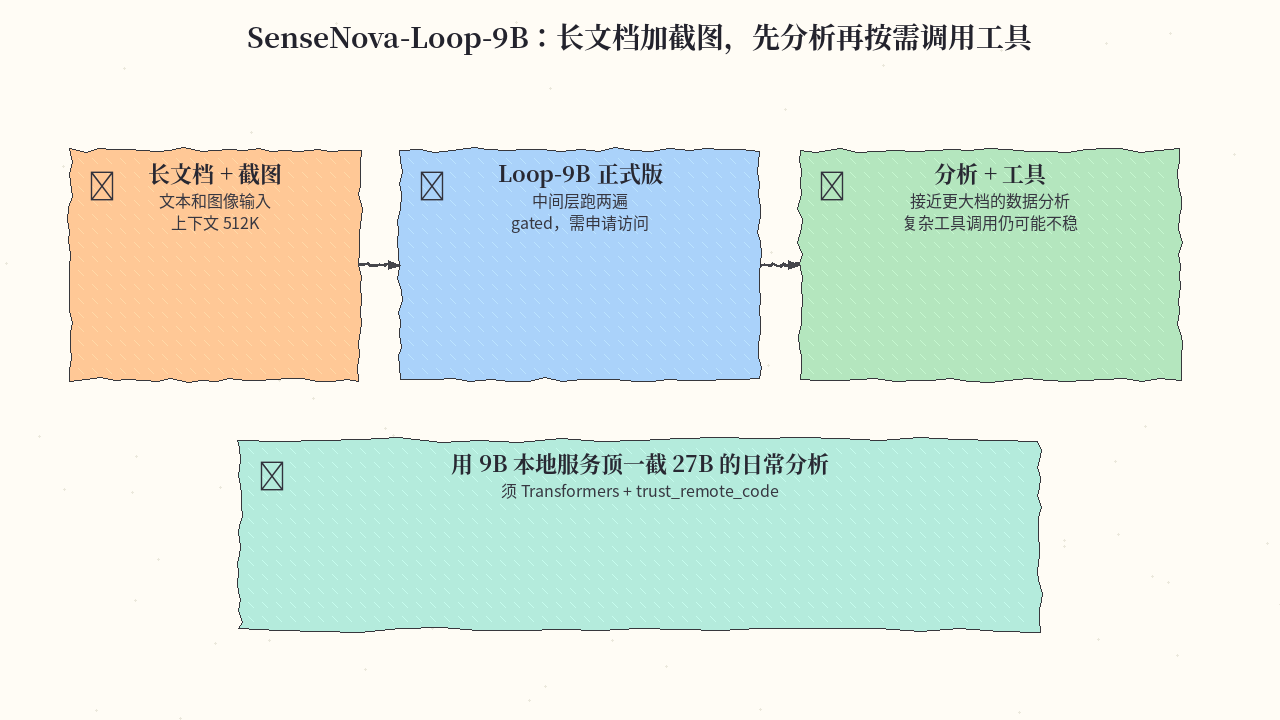 SenseNova-Loop-9B：长文档加截图，先分析再按需调用工具
长文档 + 截图
文本和图像输入
上下文 512K
Loop-9B 正式版
中间层跑两遍
gated，需申请访问
分析 + 工具
接近更大档的数据分析
复杂工具调用仍可能不稳
用 9B 本地服务顶一截 27B 的日常分析
须 Transformers + trust_remote_code